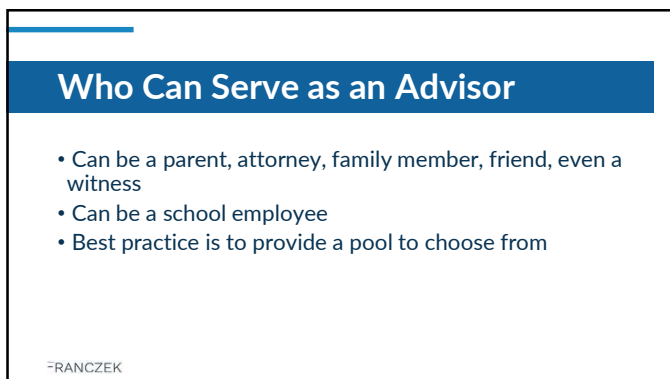 Who Can Serve as an Advisor
• Can be a parent, attorney, family member, friend, even a
witness
• Can be a school employee
• Best practice is to provide a pool to choose from
FRANCZEK